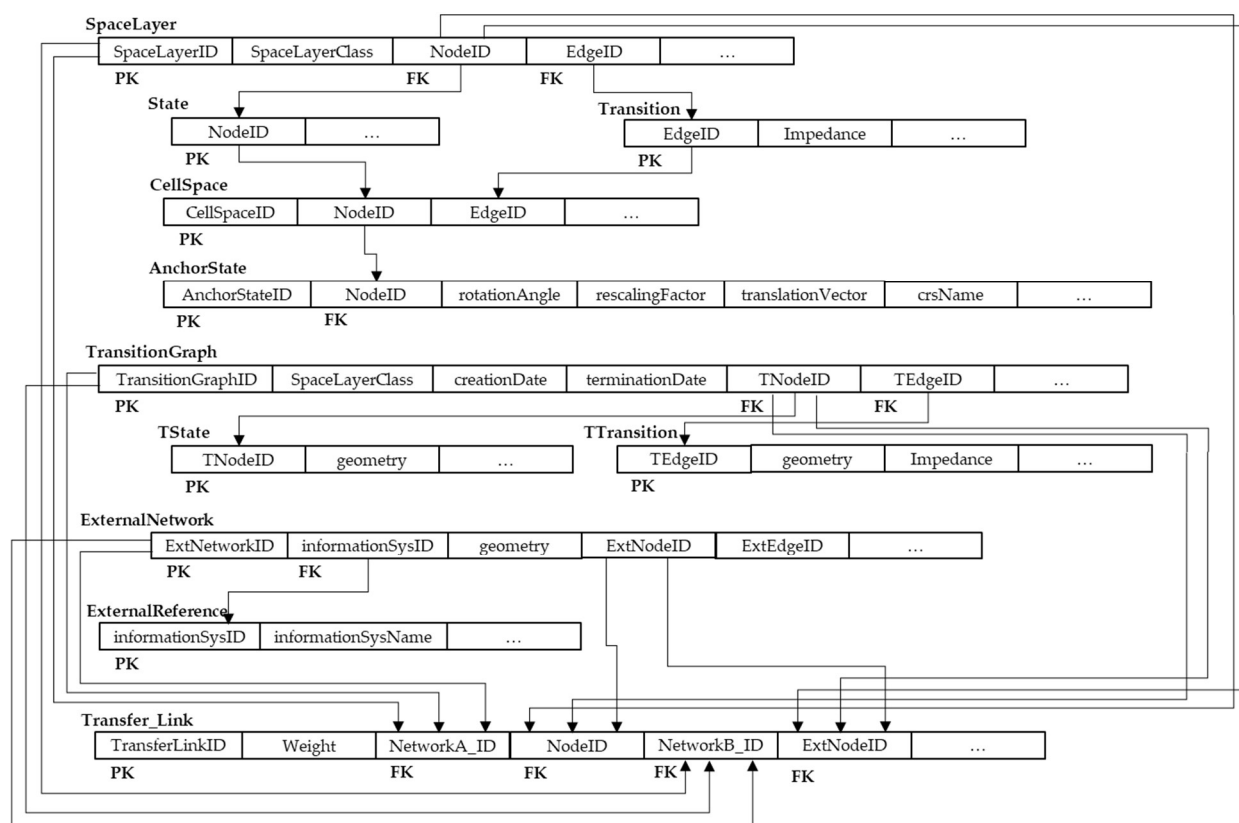 SpaceLayer
SpaceLayerID SpaceLayerClass NodeID EdgeID ...
PK FK FK
State Transition
NodeID ... EdgeID Impedance ...
PK PK
CellSpace
CellSpaceID NodeID EdgeID ...
PK
AnchorState
AnchorStateID NodeID rotationAngle rescalingFactor translationVector crsName ...
PK FK
TransitionGraph
TransitionGraphID SpaceLayerClass creationDate terminationDate TNodeID TEdgeID ...
PK FK FK
TState TTransition
TNodeID geometry ... TEdgeID geometry Impedance ...
PK PK
ExternalNetwork
ExtNetworkID informationSysID geometry ExtNodeID ExtEdgeID ...
PK FK
ExternalReference
informationSysID informationSysName ...
PK
Transfer_Link
TransferLinkID Weight NetworkA_ID NodeID NetworkB_ID ExtNodeID ...
PK FK FK FK FK